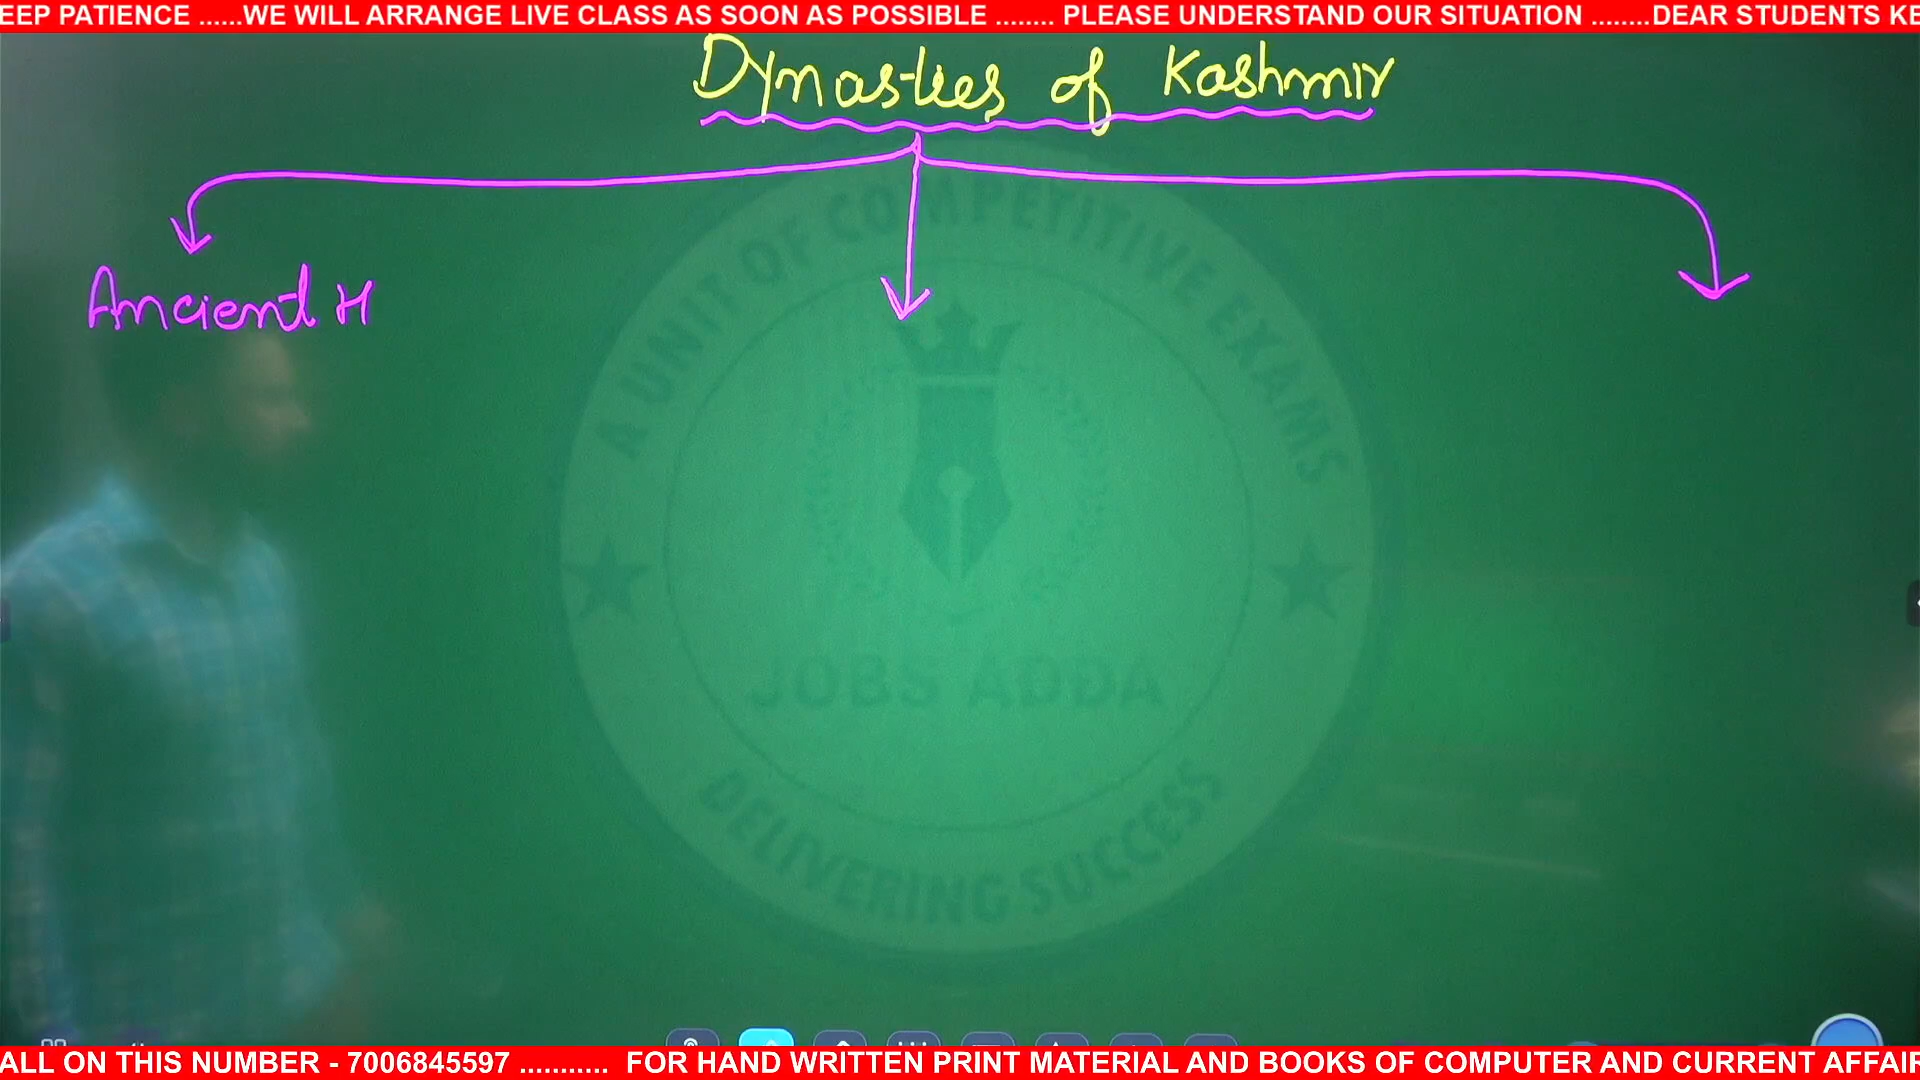 EEP PATIENCE ......WE WILL ARRANGE LIVE CLASS AS SOON AS POSSIBLE ........ PLEASE UNDERSTAND OUR SITUATION ........DEAR STUDENTS KE
Dynasties of Kashmir
Ancient H
A UNIT OF COMPETITIVE EXAMS
JOBS ADDA
DELIVERING SUCCESS
ALL ON THIS NUMBER - 7006845597 ........... FOR HAND WRITTEN PRINT MATERIAL AND BOOKS OF COMPUTER AND CURRENT AFFAIR